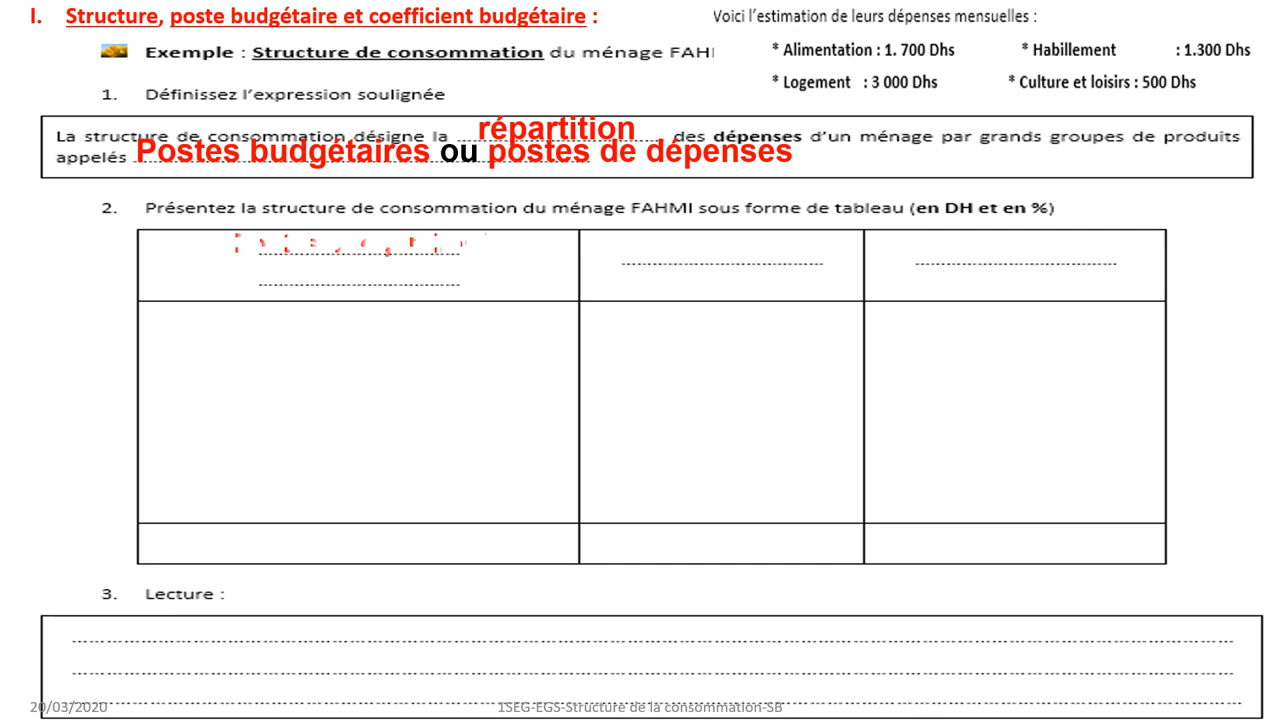 I. Structure, poste budgétaire et coefficient budgétaire :
Voici l’estimation de leurs dépenses mensuelles :
* Alimentation : 1. 700 Dhs * Habillement : 1.300 Dhs
* Logement : 3 000 Dhs * Culture et loisirs : 500 Dhs
Exemple : Structure de consommation du ménage FAHI
1. Définissez l’expression soulignée
La structure de consommation désigne la répartition des dépenses d’un ménage par grands groupes de produits
appelés Postes budgétaires ou postes de dépenses
2. Présentez la structure de consommation du ménage FAHMI sous forme de tableau (en DH et en %)
3. Lecture :
20/03/2020 1SEG-EGS-Structure de la consommation-SB